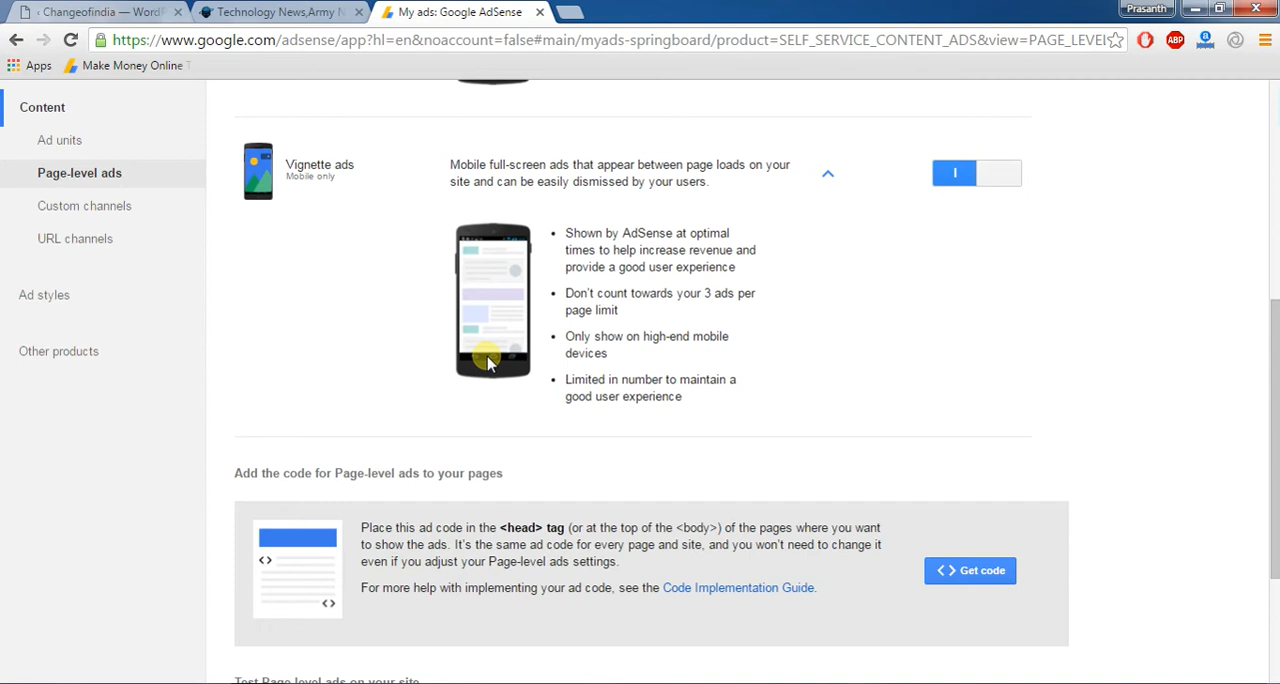 ‹ Changeofindia — WordP
Technology News,Army N
My ads: Google AdSense
Prasanth
https://www.google.com/adsense/app?hl=en&noaccount=false#main/myads-springboard/product=SELF_SERVICE_CONTENT_ADS&view=PAGE_LEVEL
ABP
a
Apps
Make Money Online T
Content
Ad units
Page-level ads
Custom channels
URL channels
Ad styles
Other products
Vignette ads
Mobile only
Mobile full-screen ads that appear between page loads on your
site and can be easily dismissed by your users.
I
• Shown by AdSense at optimal
times to help increase revenue and
provide a good user experience
• Don't count towards your 3 ads per
page limit
• Only show on high-end mobile
devices
• Limited in number to maintain a
good user experience
Add the code for Page-level ads to your pages
Place this ad code in the <head> tag (or at the top of the <body>) of the pages where you want
to show the ads. It's the same ad code for every page and site, and you won't need to change it
even if you adjust your Page-level ads settings.
For more help with implementing your ad code, see the Code Implementation Guide.
<> Get code
Test Page level ads on your site